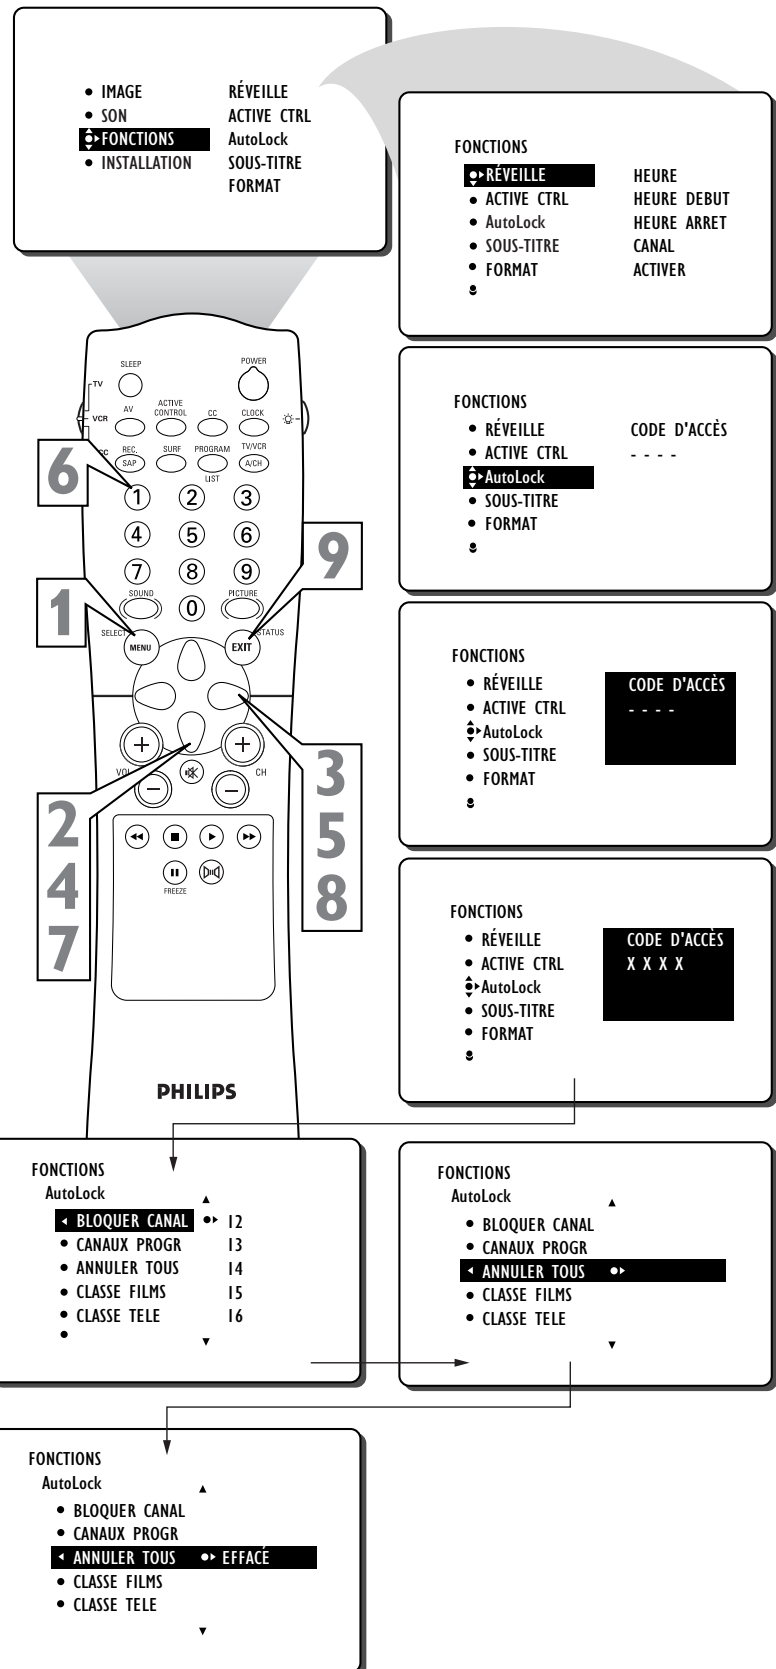 IMAGE RÉVEILLE
SON ACTIVE CTRL
FONCTIONS AutoLock
INSTALLATION SOUS-TITRE
FORMAT
FONCTIONS
RÉVEILLE HEURE
ACTIVE CTRL HEURE DEBUT
AutoLock HEURE ARRET
SOUS-TITRE CANAL
FORMAT ACTIVER
FONCTIONS
RÉVEILLE CODE D'ACCÈS
ACTIVE CTRL - - - -
AutoLock
SOUS-TITRE
FORMAT
FONCTIONS
RÉVEILLE CODE D'ACCÈS
ACTIVE CTRL - - - -
AutoLock
SOUS-TITRE
FORMAT
FONCTIONS
RÉVEILLE CODE D'ACCÈS
ACTIVE CTRL X X X X
AutoLock
SOUS-TITRE
FORMAT
SLEEP POWER
TV
AV ACTIVE CONTROL CC CLOCK
VCR
CC REC. SURF PROGRAM TV/VCR
SAP LIST A/CH
6
1 2 3
4 5 6
7 8 9
9
1
SOUND 0 PICTURE
SELECT STATUS
MENU EXIT
+ +
VOL CH
- -
2
4
7
3
5
8
FREEZE
PHILIPS
FONCTIONS
AutoLock
BLOQUER CANAL 12
CANAUX PROGR 13
ANNULER TOUS 14
CLASSE FILMS 15
CLASSE TELE 16
FONCTIONS
AutoLock
BLOQUER CANAL
CANAUX PROGR
ANNULER TOUS
CLASSE FILMS
CLASSE TELE
FONCTIONS
AutoLock
BLOQUER CANAL
CANAUX PROGR
ANNULER TOUS EFFACÉ
CLASSE FILMS
CLASSE TELE